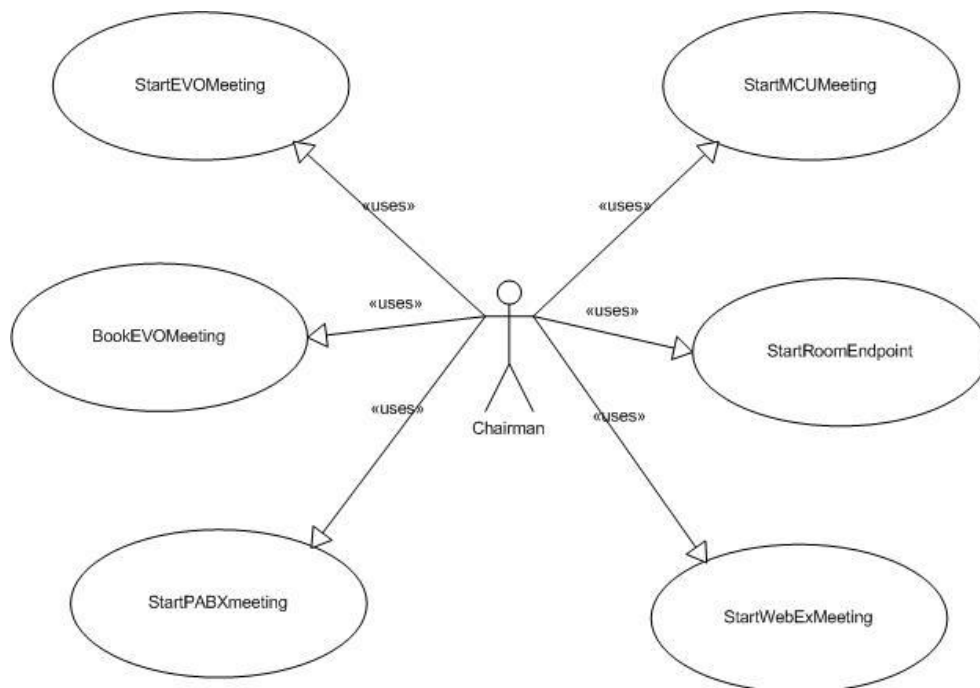 StartEVOMeeting
StartMCUMeeting
«uses»
«uses»
«uses»
«uses»
BookEVOMeeting
StartRoomEndpoint
«uses»
«uses»
Chairman
StartPABXmeeting
StartWebExMeeting